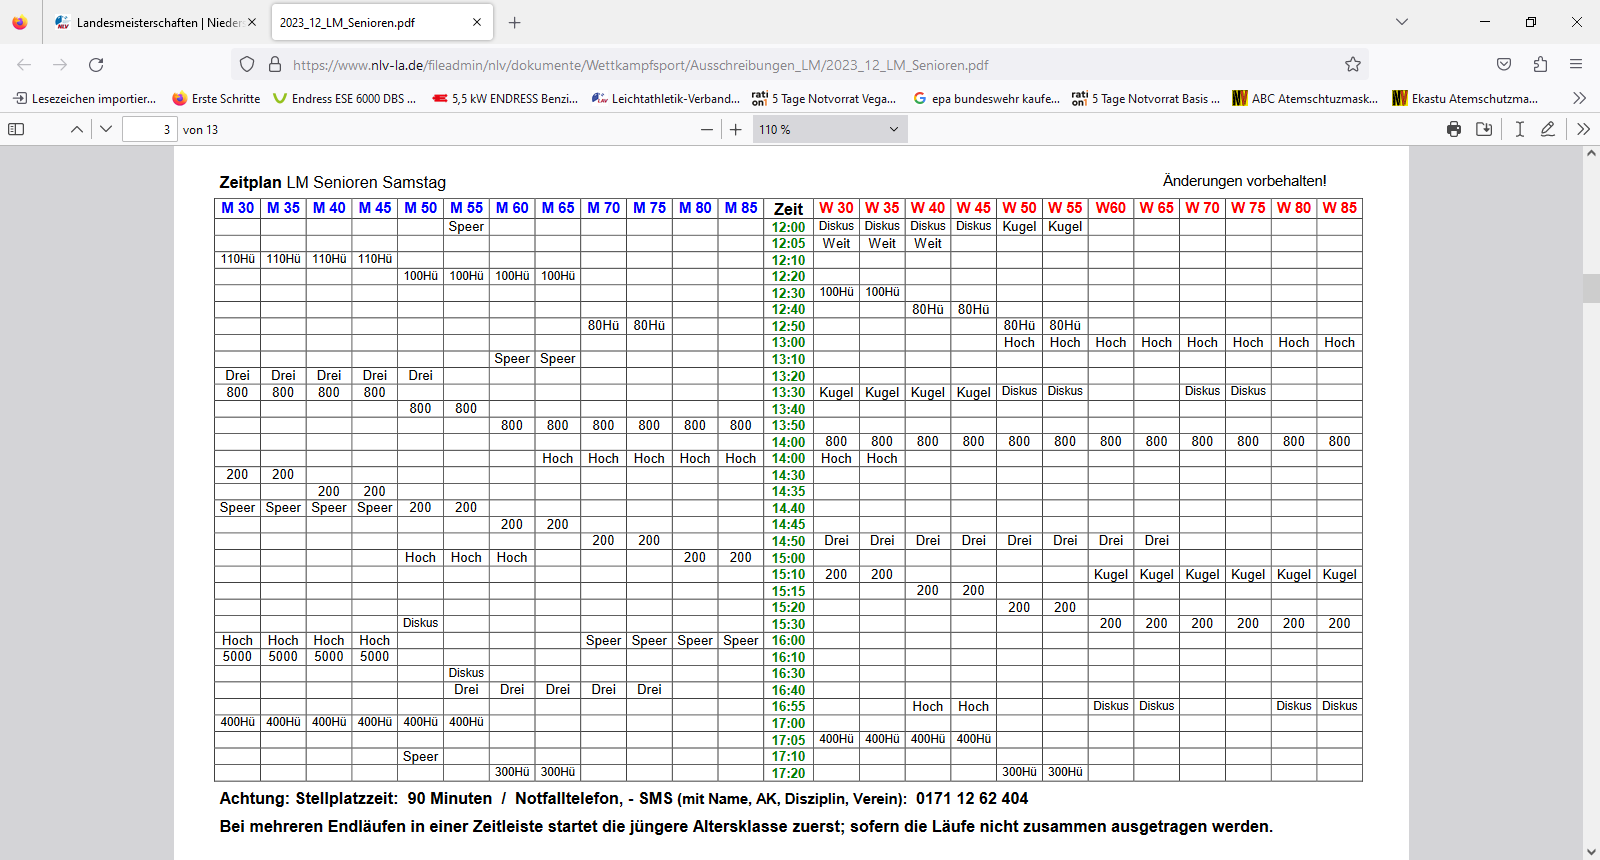 Landesmeisterschaften | Nieders
2023_12_LM_Senioren.pdf
https://www.nlv-la.de/fileadmin/nlv/dokumente/Wettkampfsport/Ausschreibungen_LM/2023_12_LM_Senioren.pdf
Lesezeichen importier... Erste Schritte Endress ESE 6000 DBS ... 5,5 kW ENDRESS Benzi... Leichtathletik-Verband... 5 Tage Notvorrat Vega... epa bundeswehr kaufe... 5 Tage Notvorrat Basis ... ABC Atemschtuzmask... Ekastu Atemschutzma...
3 von 13 110 %
Zeitplan LM Senioren Samstag Änderungen vorbehalten!
M 30 M 35 M 40 M 45 M 50 M 55 M 60 M 65 M 70 M 75 M 80 M 85 Zeit W 30 W 35 W 40 W 45 W 50 W 55 W60 W 65 W 70 W 75 W 80 W 85
Speer 12:00 Diskus Diskus Diskus Diskus Kugel Kugel
12:05 Weit Weit Weit
110Hü 110Hü 110Hü 110Hü 12:10
100Hü 100Hü 100Hü 100Hü 12:20
12:30 100Hü 100Hü
12:40 80Hü 80Hü
80Hü 80Hü 12:50 80Hü 80Hü
13:00 Hoch Hoch Hoch Hoch Hoch Hoch Hoch Hoch
Speer Speer 13:10
Drei Drei Drei Drei Drei 13:20
800 800 800 800 13:30 Kugel Kugel Kugel Kugel Diskus Diskus Diskus Diskus
800 800 13:40
800 800 800 800 800 800 13:50
14:00 800 800 800 800 800 800 800 800 800 800 800 800
Hoch Hoch Hoch Hoch Hoch 14:00 Hoch Hoch
200 200 14:30
200 200 14:35
Speer Speer Speer Speer 200 200 14.40
200 200 14:45
200 200 14:50 Drei Drei Drei Drei Drei Drei Drei Drei
Hoch Hoch Hoch 200 200 15:00
15:10 200 200 Kugel Kugel Kugel Kugel Kugel Kugel
15:15 200 200
15:20 200 200
Diskus 15:30 200 200 200 200 200 200
Hoch Hoch Hoch Hoch Speer Speer Speer Speer 16:00
5000 5000 5000 5000 16:10
Diskus 16:30
Drei Drei Drei Drei Drei 16:40
16:55 Hoch Hoch Diskus Diskus Diskus Diskus
400Hü 400Hü 400Hü 400Hü 400Hü 400Hü 17:00
17:05 400Hü 400Hü 400Hü 400Hü
Speer 17:10
300Hü 300Hü 17:20 300Hü 300Hü
Achtung: Stellplatzzeit: 90 Minuten / Notfalltelefon, - SMS (mit Name, AK, Disziplin, Verein): 0171 12 62 404
Bei mehreren Endläufen in einer Zeitleiste startet die jüngere Altersklasse zuerst; sofern die Läufe nicht zusammen ausgetragen werden.